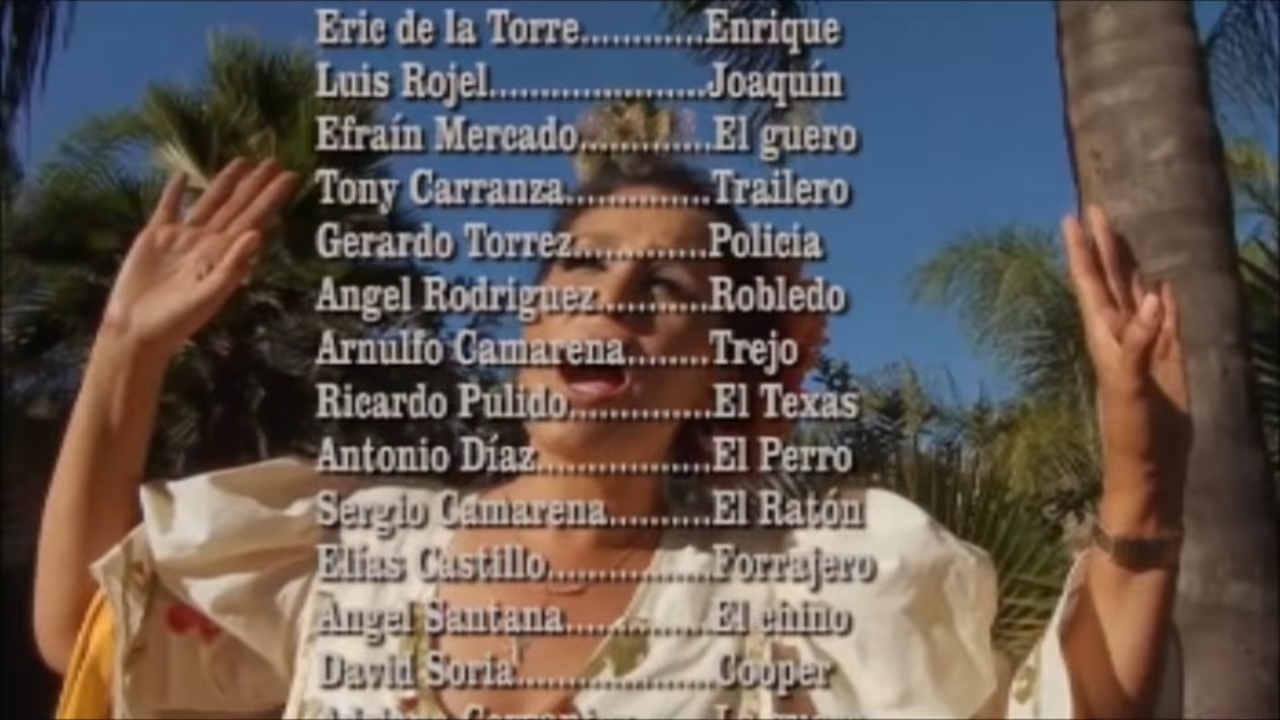 Eric de la Torre............Enrique
Luis Rojel.....................Joaquín
Efraín Mercado.............El guero
Tony Carranza..............Trailero
Gerardo Torrez.............Policia
Angel Rodriguez...........Robledo
Arnulfo Camarena........Trejo
Ricardo Pulido..............El Texas
Antonio Díaz.................El Perro
Sergio Camarena..........El Ratón
Elías Castillo................Forrajero
Angel Santana..............El chino
David Soria....................Cooper